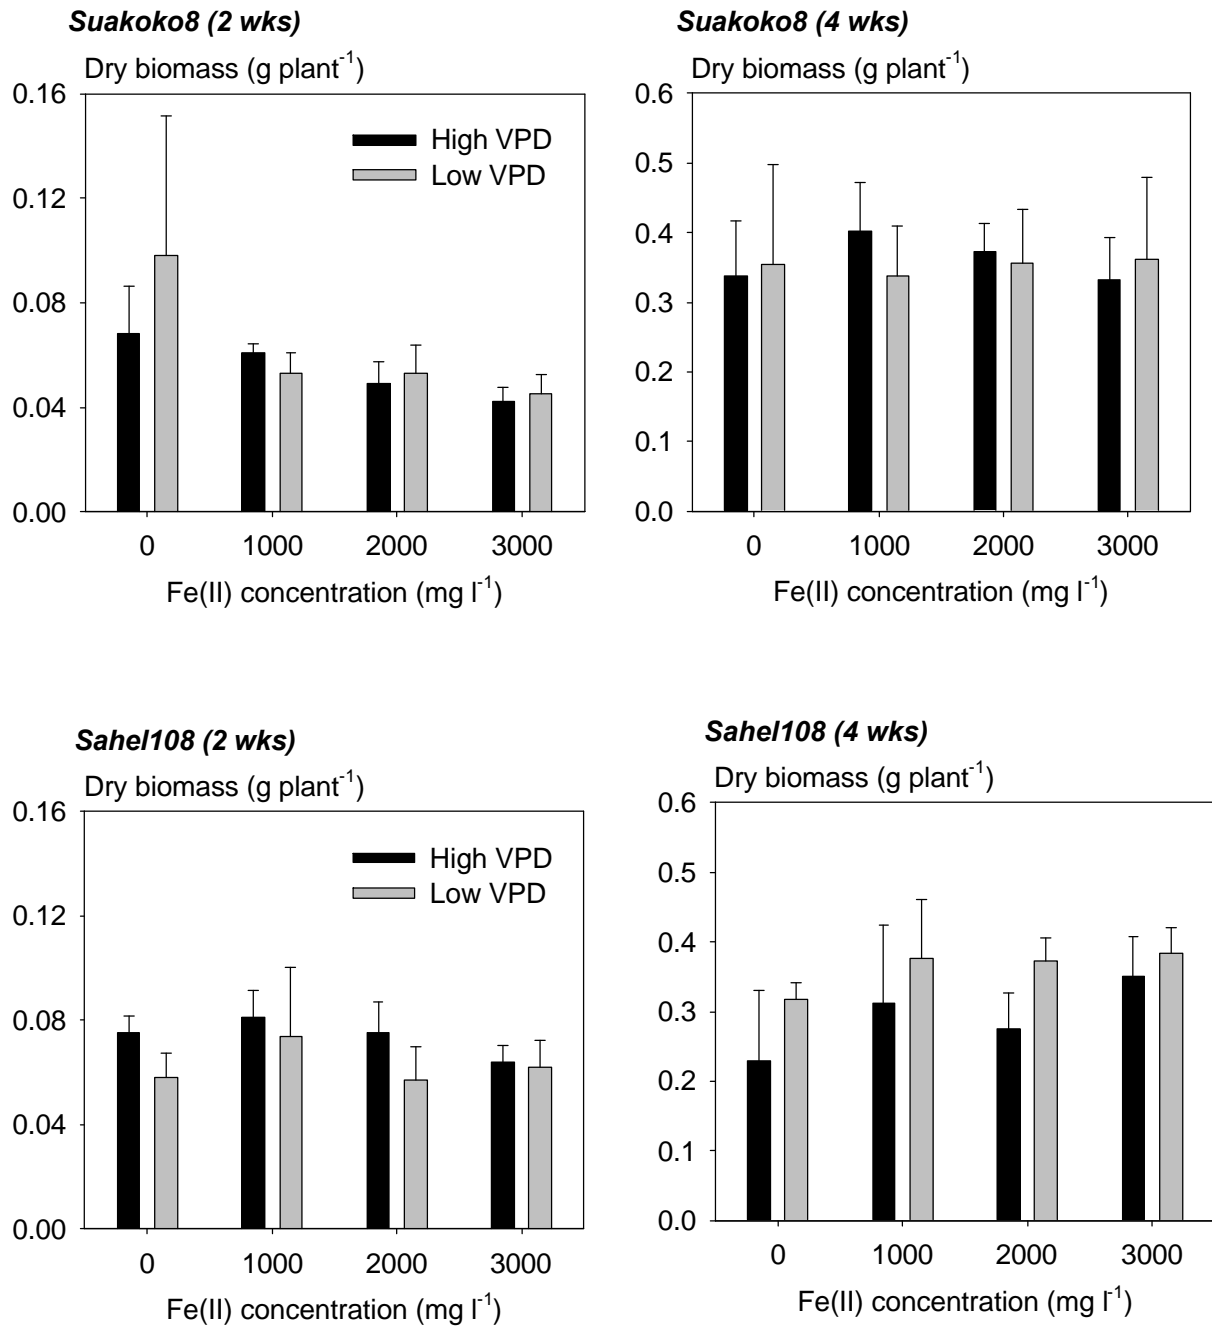 Suakoko8 (2 wks)
Dry biomass (g plant-1)
0.16
0.12
0.08
0.04
0.00
High VPD
Low VPD
0 1000 2000 3000
Fe(II) concentration (mg l-1)
Suakoko8 (4 wks)
Dry biomass (g plant-1)
0.6
0.5
0.4
0.3
0.2
0.1
0.0
0 1000 2000 3000
Fe(II) concentration (mg l-1)
Sahel108 (2 wks)
Dry biomass (g plant-1)
0.16
0.12
0.08
0.04
0.00
High VPD
Low VPD
0 1000 2000 3000
Fe(II) concentration (mg l-1)
Sahel108 (4 wks)
Dry biomass (g plant-1)
0.6
0.5
0.4
0.3
0.2
0.1
0.0
0 1000 2000 3000
Fe(II) concentration (mg l-1)